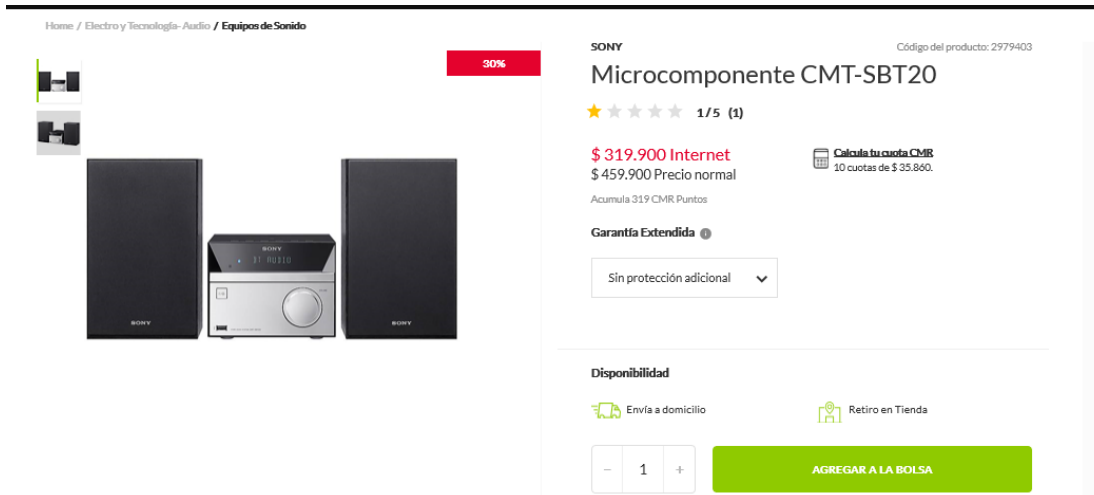 Home / Electro y Tecnología- Audio / Equipos de Sonido
30%
SONY
BT AUDIO
SONY
SONY
SONY
Código del producto: 2979403
Microcomponente CMT-SBT20
1/5 (1)
$ 319.900 Internet
$ 459.900 Precio normal
Acumula 319 CMR Puntos
Calcula tu cuota CMR
10 cuotas de $ 35.860.
Garantía Extendida
Sin protección adicional
Disponibilidad
Envía a domicilio
Retiro en Tienda
- 1 +
AGREGAR A LA BOLSA